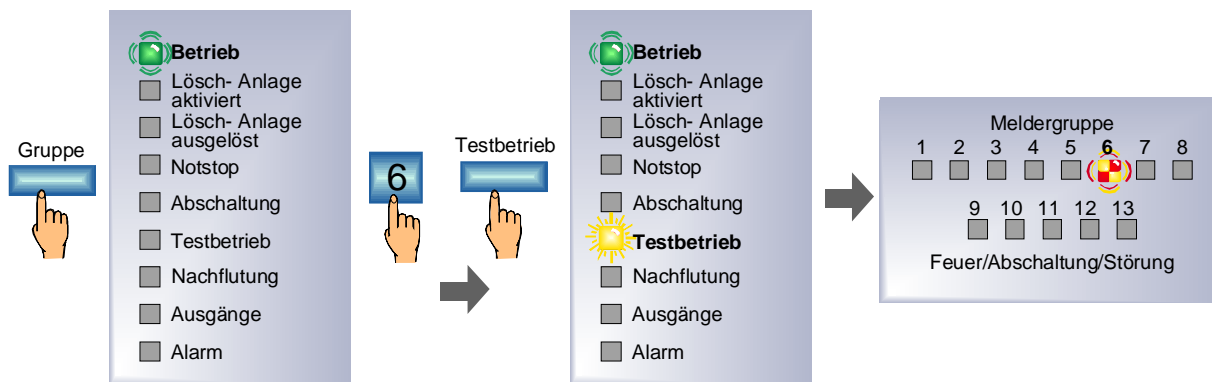 Gruppe
Betrieb
Lösch- Anlage
aktiviert
Lösch- Anlage
ausgelöst
Notstop
Abschaltung
Testbetrieb
Nachflutung
Ausgänge
Alarm
6
Testbetrieb
Betrieb
Lösch- Anlage
aktiviert
Lösch- Anlage
ausgelöst
Notstop
Abschaltung
Testbetrieb
Nachflutung
Ausgänge
Alarm
Meldergruppe
1 2 3 4 5 6 7 8
9 10 11 12 13
Feuer/Abschaltung/Störung